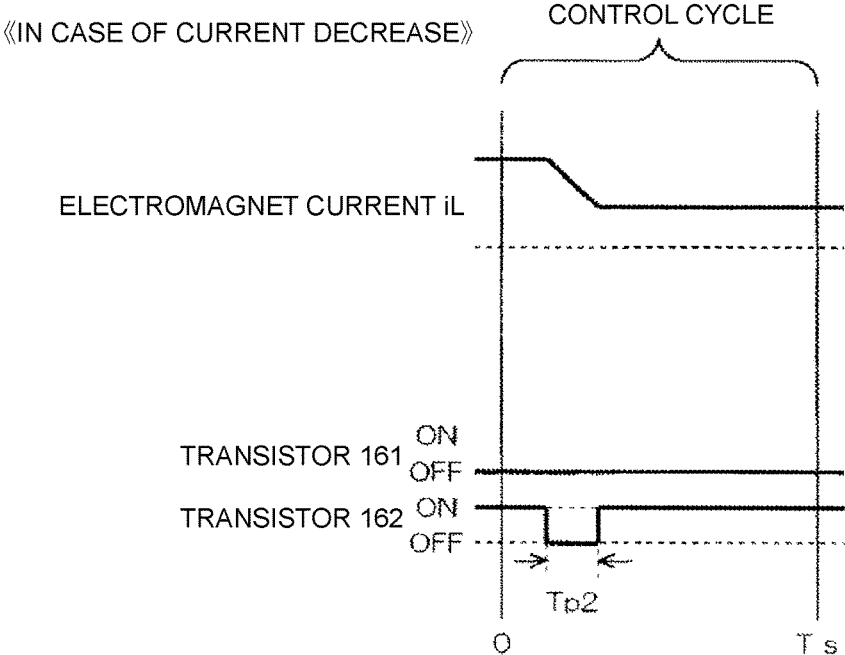 CONTROL CYCLE
《IN CASE OF CURRENT DECREASE》
ELECTROMAGNET CURRENT iL
TRANSISTOR 161 ON
OFF
TRANSISTOR 162 ON
OFF
Tp2
0 Ts